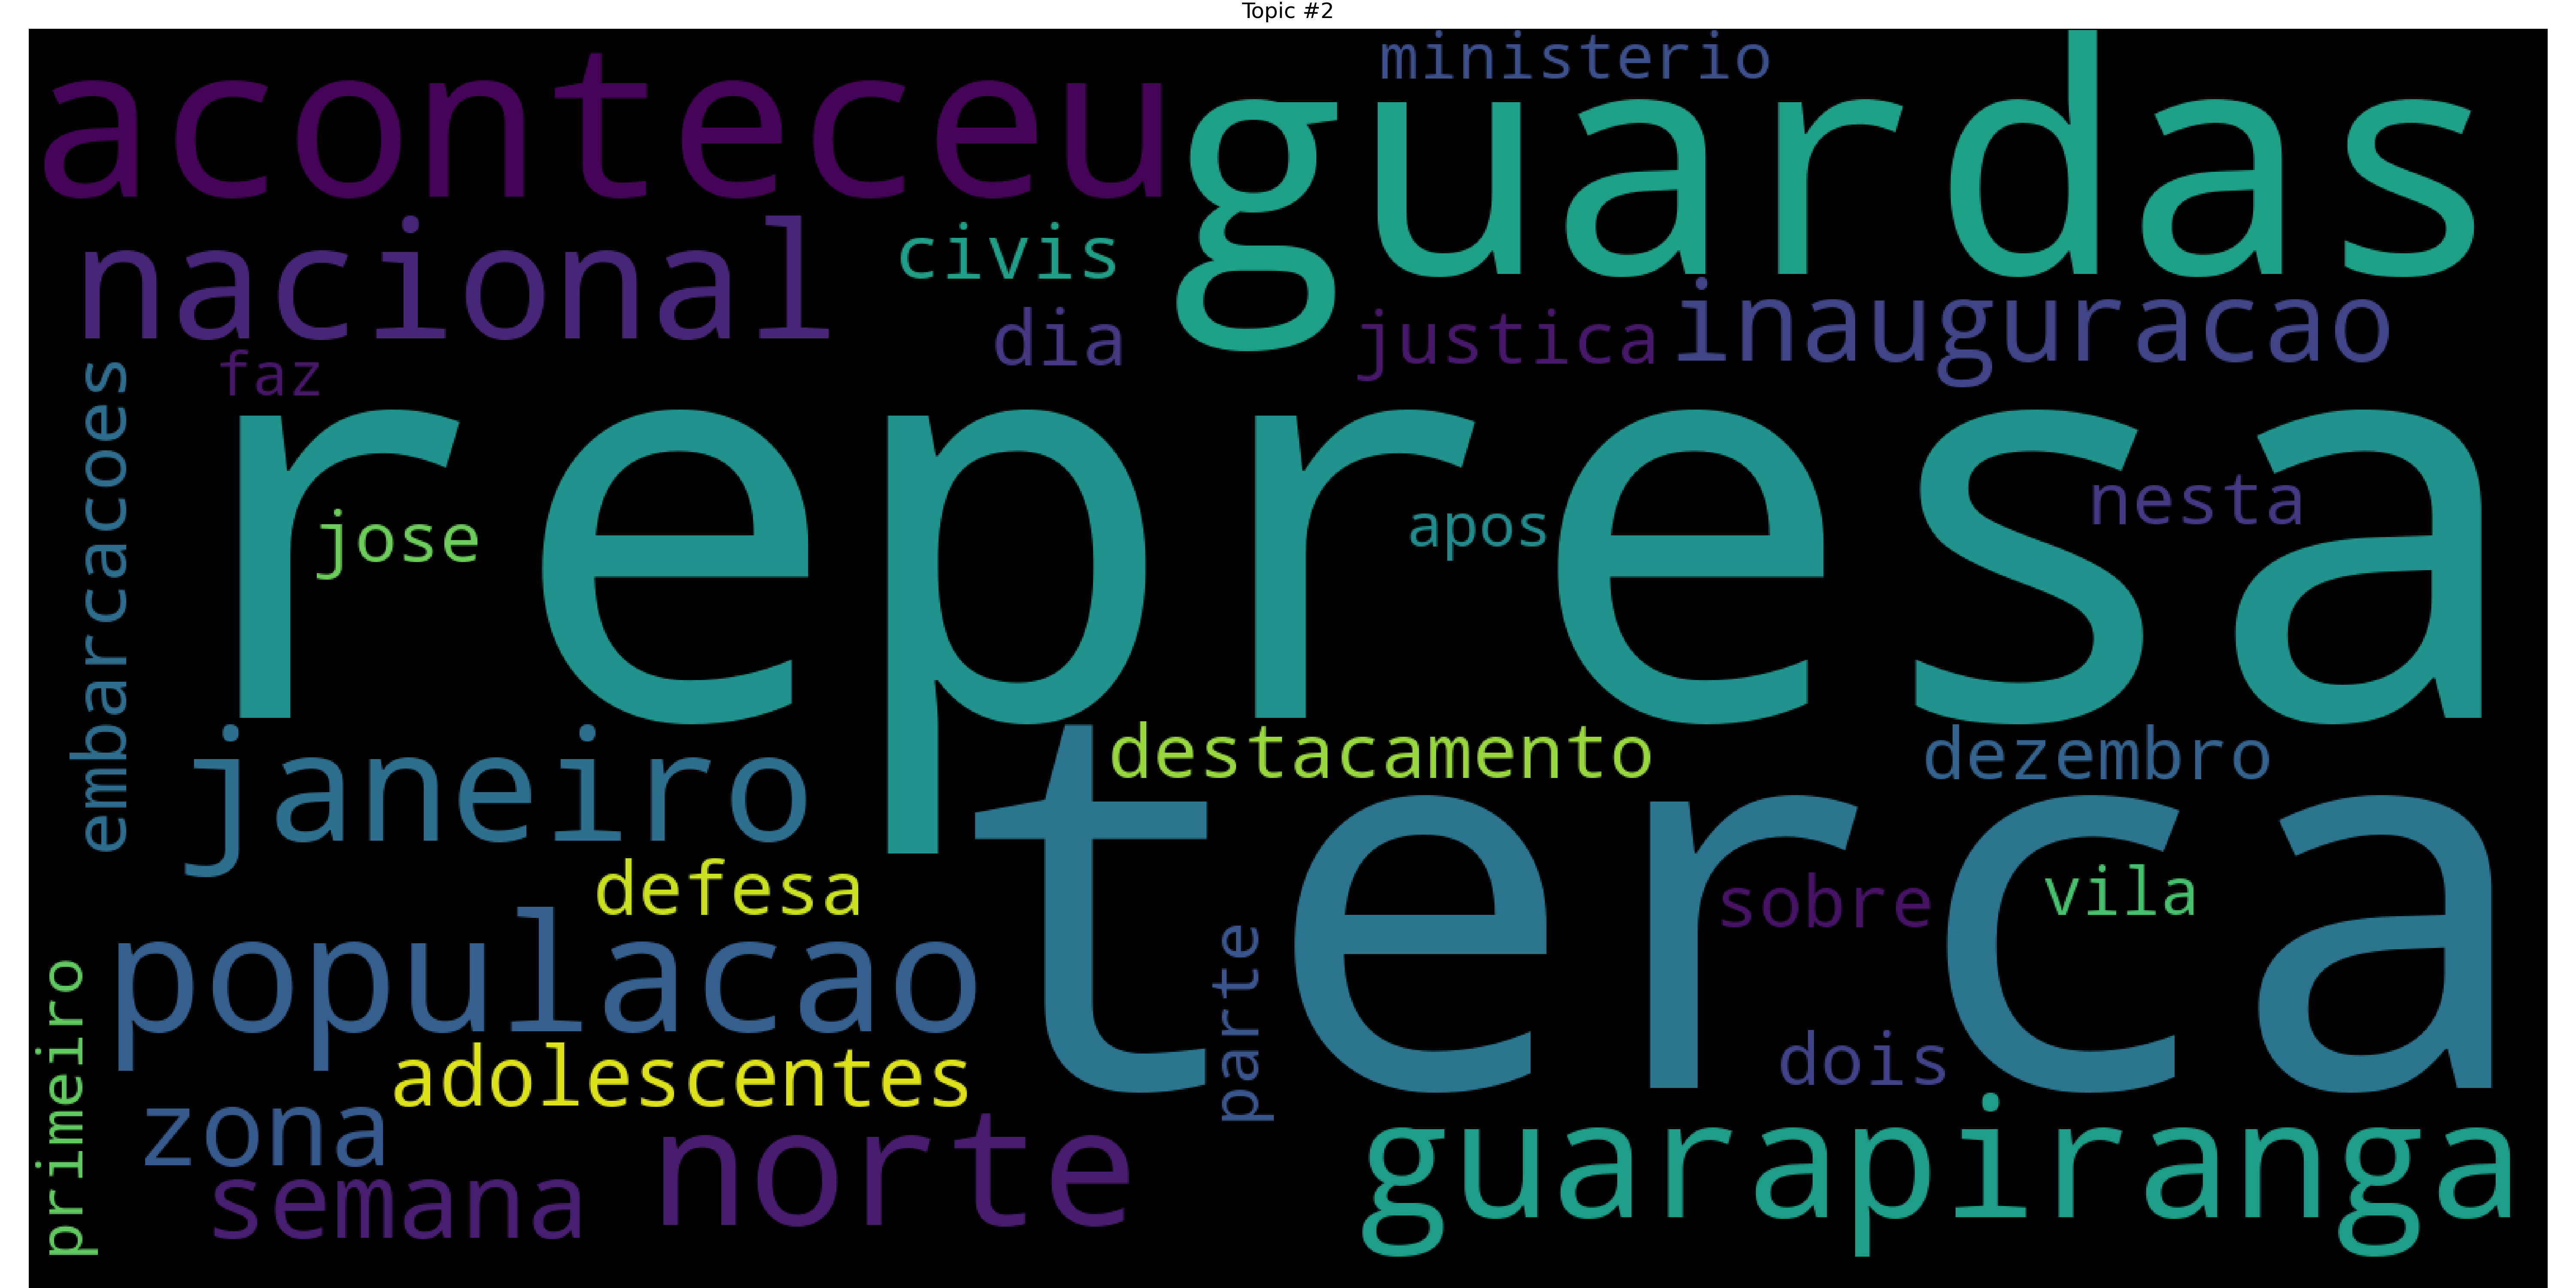 Topic #2
aconteceu
guardas
ministerio
nacional
civis
dia
justica
inauguracao
faz
embarcacoes
represa
jose
apos
nesta
janeiro
destacamento
dezembro
terca
defesa
populacao
sobre
vila
parte
primeiro
adolescentes
dois
zona
norte
semana
guarapiranga